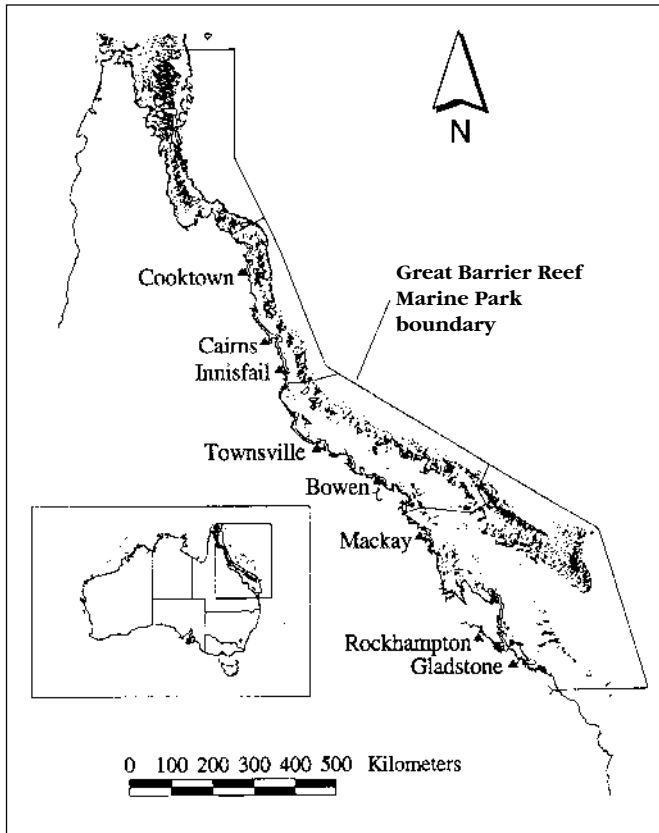 N
Cooktown
Great Barrier Reef
Marine Park
boundary
Cairns
Innisfail
Townsville
Bowen
Mackay
Rockhampton
Gladstone
0 100 200 300 400 500 Kilometers